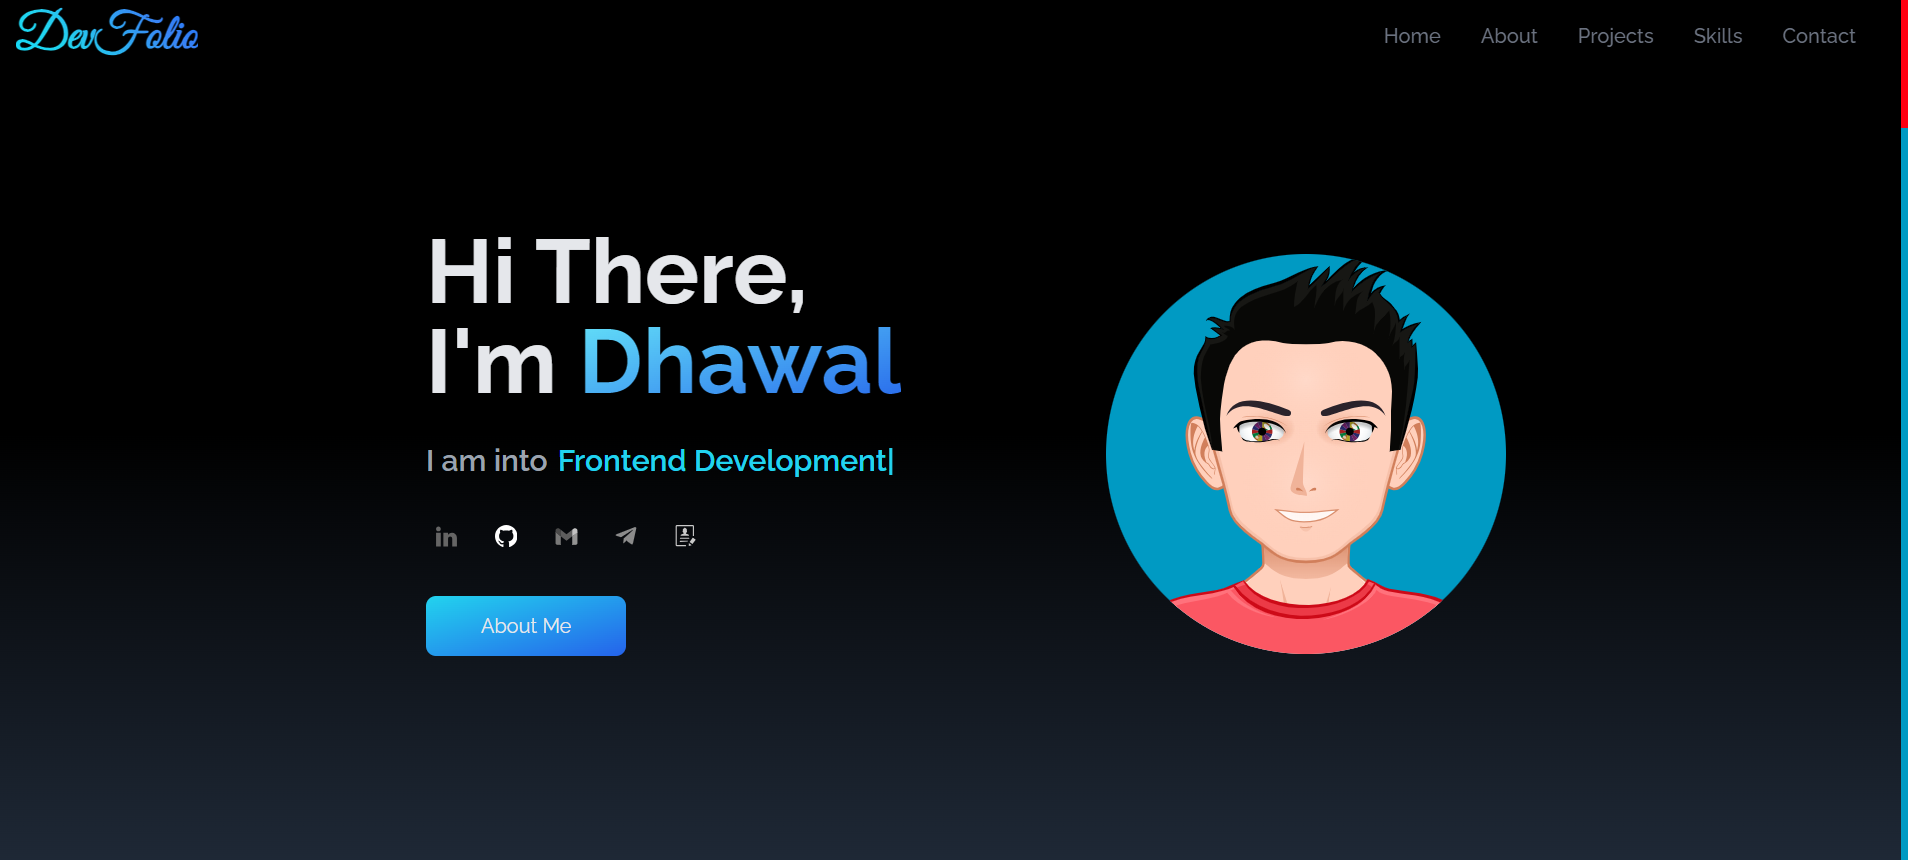 DevFolio
Home About Projects Skills Contact
Hi There,
I'm Dhawal
I am into Frontend Development|
About Me